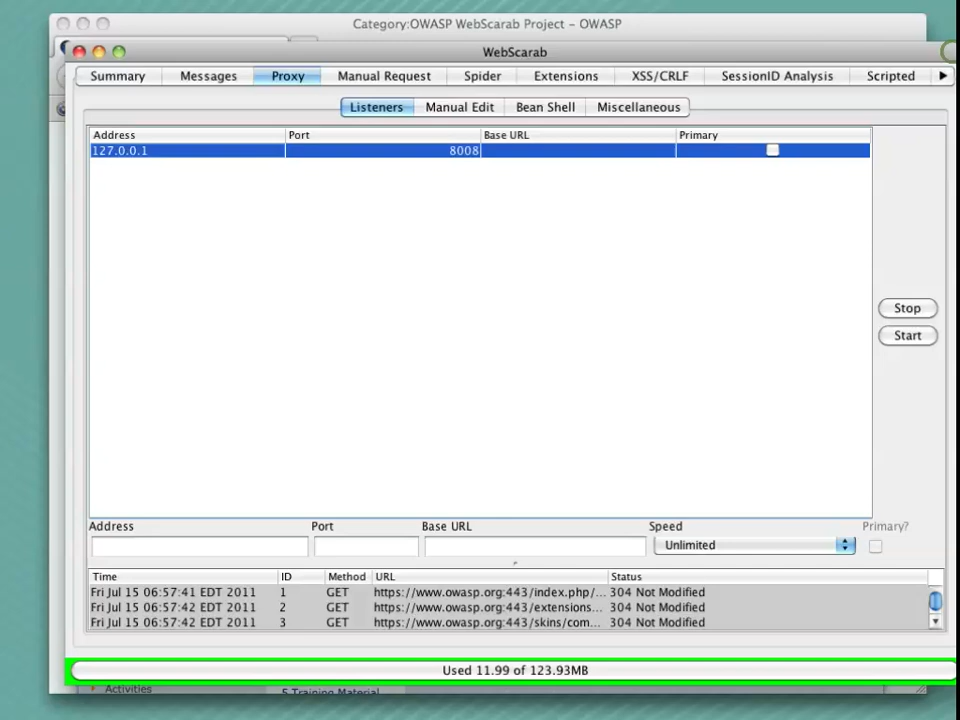 Category:OWASP WebScarab Project – OWASP
WebScarab
Summary Messages Proxy Manual Request Spider Extensions XSS/CRLF SessionID Analysis Scripted
Listeners Manual Edit Bean Shell Miscellaneous
Address Port Base URL Primary
127.0.0.1 8008
Stop
Start
Address Port Base URL Speed Primary?
Unlimited
Time ID Method URL Status
Fri Jul 15 06:57:41 EDT 2011 1 GET https://www.owasp.org:443/index.php/... 304 Not Modified
Fri Jul 15 06:57:42 EDT 2011 2 GET https://www.owasp.org:443/extensions... 304 Not Modified
Fri Jul 15 06:57:42 EDT 2011 3 GET https://www.owasp.org:443/skins/com... 304 Not Modified
Used 11.99 of 123.93MB
Activities 5 Training Material